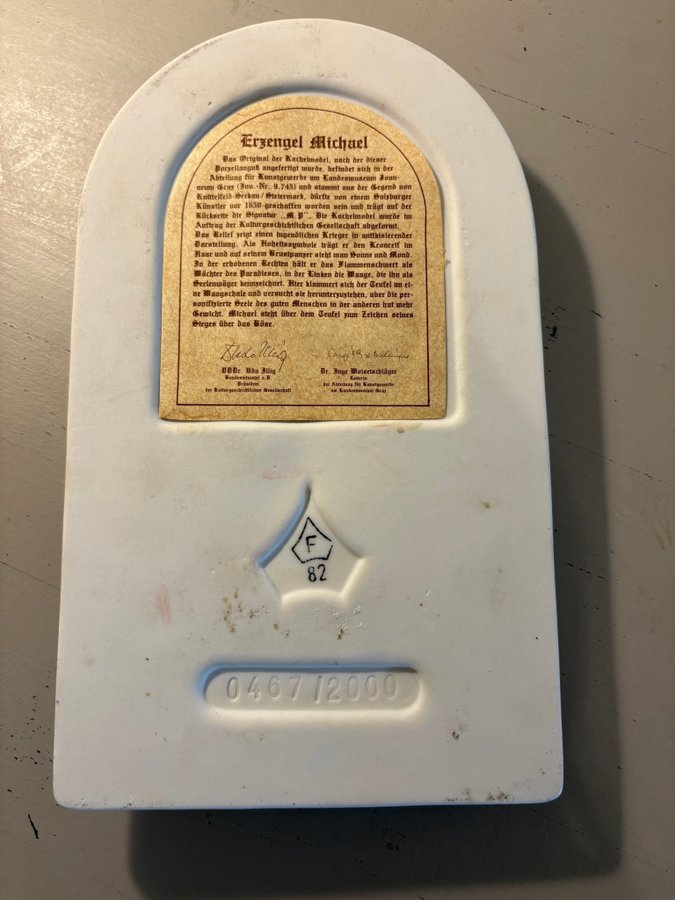 Erzengel Michael
Das Original der Kachelmodel, nach der dieser
Porzellanguß angefertigt wurde, befindet sich in der
Abteilung für Kunstgewerbe am Landesmuseum Joan-
neum Graz (Inv.-Nr. 9.745) und stammt aus der Gegend von
Knittelfeld-Seckau/Steiermark, dürfte von einem Salzburger
Künstler vor 1650 geschaffen worden sein und trägt auf der
Rückseite die Signatur „M. P". Die Kachelmodel wurde im
Auftrag der Kulturgeschichtlichen Gesellschaft abgeformt.
Das Relief zeigt einen jugendlichen Krieger in antikisierender
Darstellung. Als Hoheitssymbole trägt er den Kronreif im
Haar und auf seinem Brustpanzer sieht man Sonne und Mond.
In der erhobenen Rechten hält er das Flammenschwert als
Wächter des Paradieses, in der Linken die Waage, die ihn als
Seelenwäger kennzeichnet. Hier klammert sich der Teufel an ei-
ne Waagschale und versucht sie herunterzuziehen, aber die per-
sonifizierte Seele des guten Menschen in der anderen hat mehr
Gewicht. Michael steht über dem Teufel zum Zeichen seines
Sieges über das Böse.
DDDr. Udo Illig
Bundesminister a.D.
Präsident
der Kulturgeschichtlichen Gesellschaft
Dr. Inge Woisetschläger
Leiterin
der Abteilung für Kunstgewerbe
am Landesmuseum Graz
F
82
0467/2000